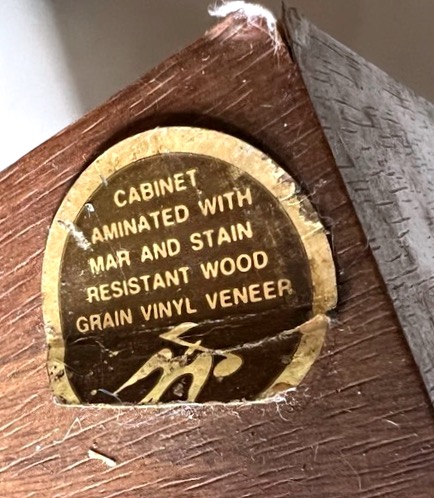 CABINET
AMINATED WITH
MAR AND STAIN
RESISTANT WOOD
GRAIN VINYL VENEER